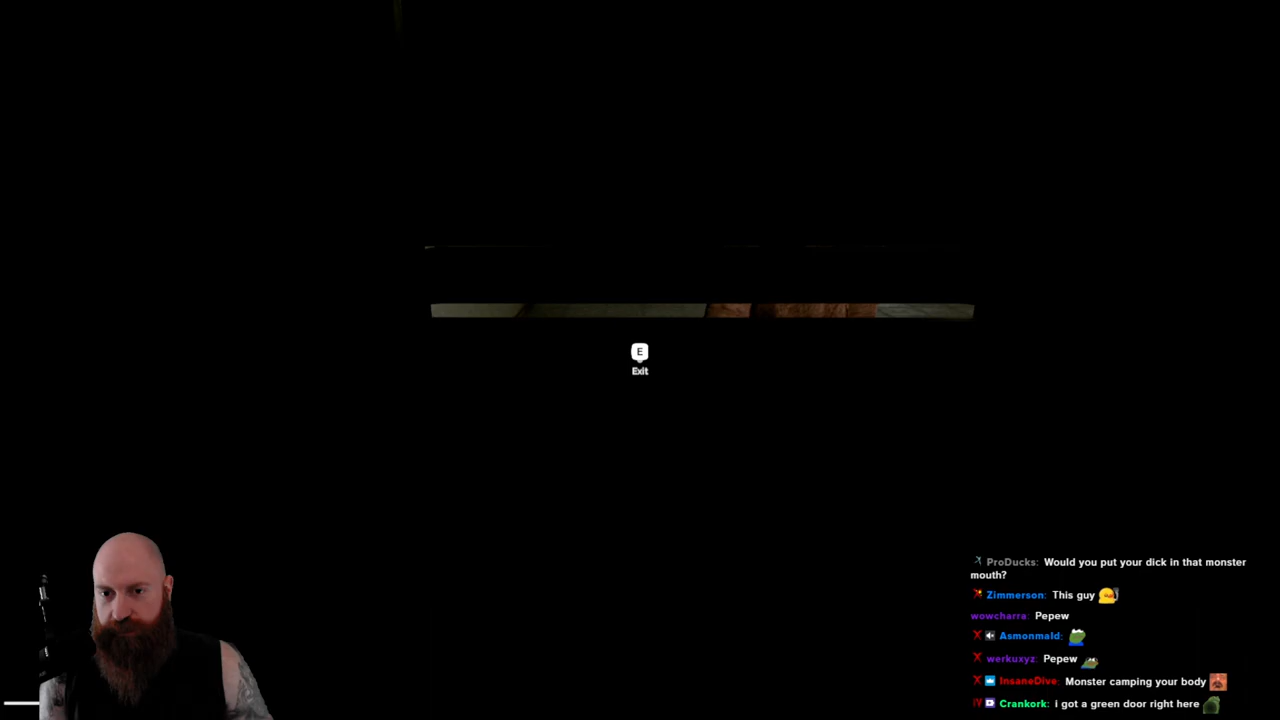 E
Exit
ProDucks: Would you put your dick in that monster
mouth?
Zimmerson: This guy
wowcharra: Pepew
Asmonmald:
werkuxyz: Pepew
InsaneDive: Monster camping your body
IV Crankork: i got a green door right here